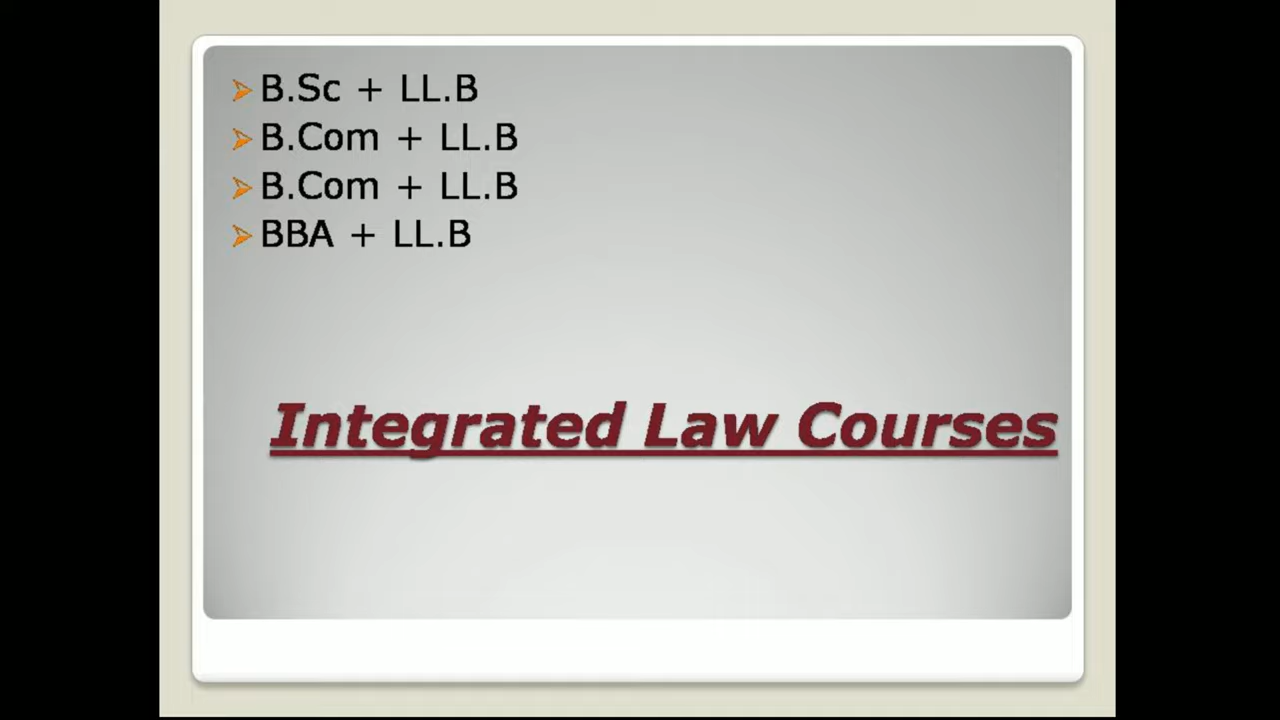 B.Sc + LL.B
B.Com + LL.B
B.Com + LL.B
BBA + LL.B
Integrated Law Courses